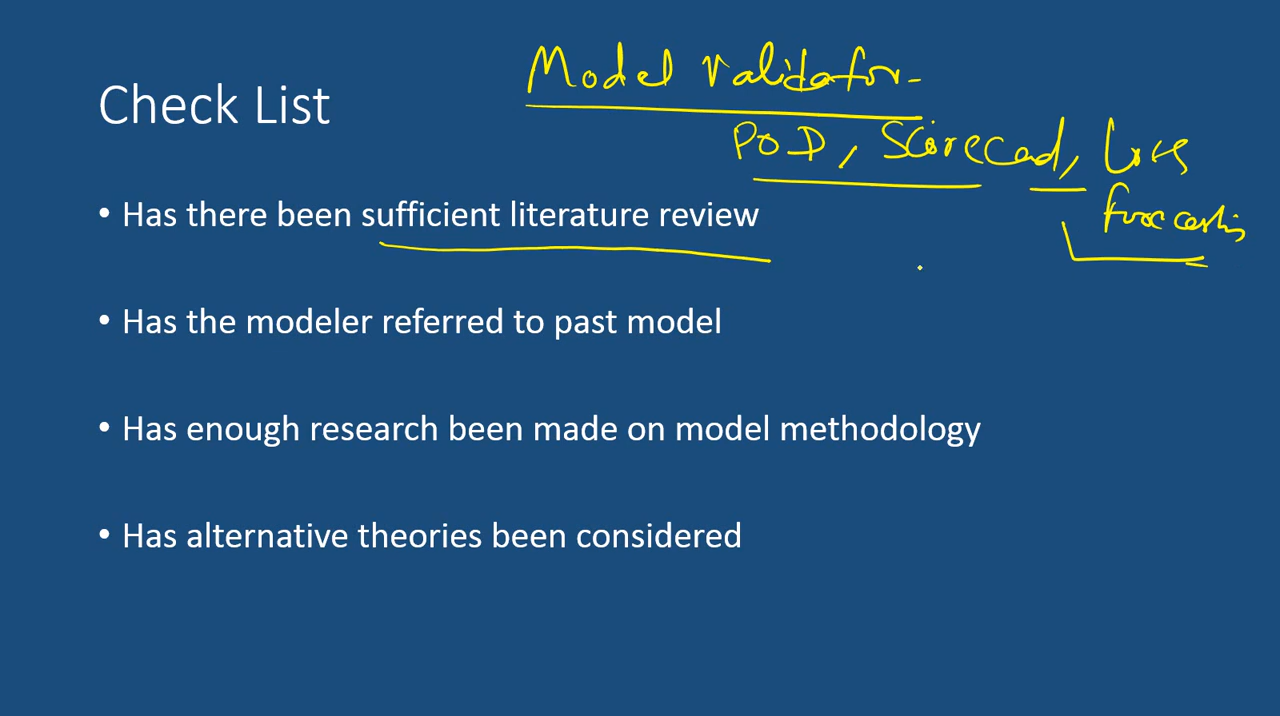 Model Validator
Check List
POD, Scorecard, Loss
forecasting
• Has there been sufficient literature review
• Has the modeler referred to past model
• Has enough research been made on model methodology
• Has alternative theories been considered